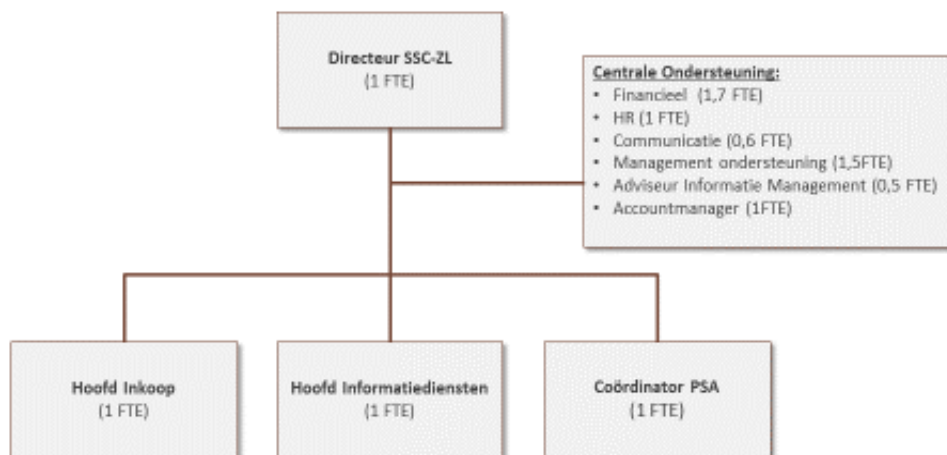 Directeur SSC-ZL
(1 FTE)
Centrale Ondersteuning:
• Financieel (1,7 FTE)
• HR (1 FTE)
• Communicatie (0,6 FTE)
• Management ondersteuning (1,5FTE)
• Adviseur Informatie Management (0,5 FTE)
• Accountmanager (1FTE)
Hoofd Inkoop
(1 FTE)
Hoofd Informatiediensten
(1 FTE)
Coördinator PSA
(1 FTE)